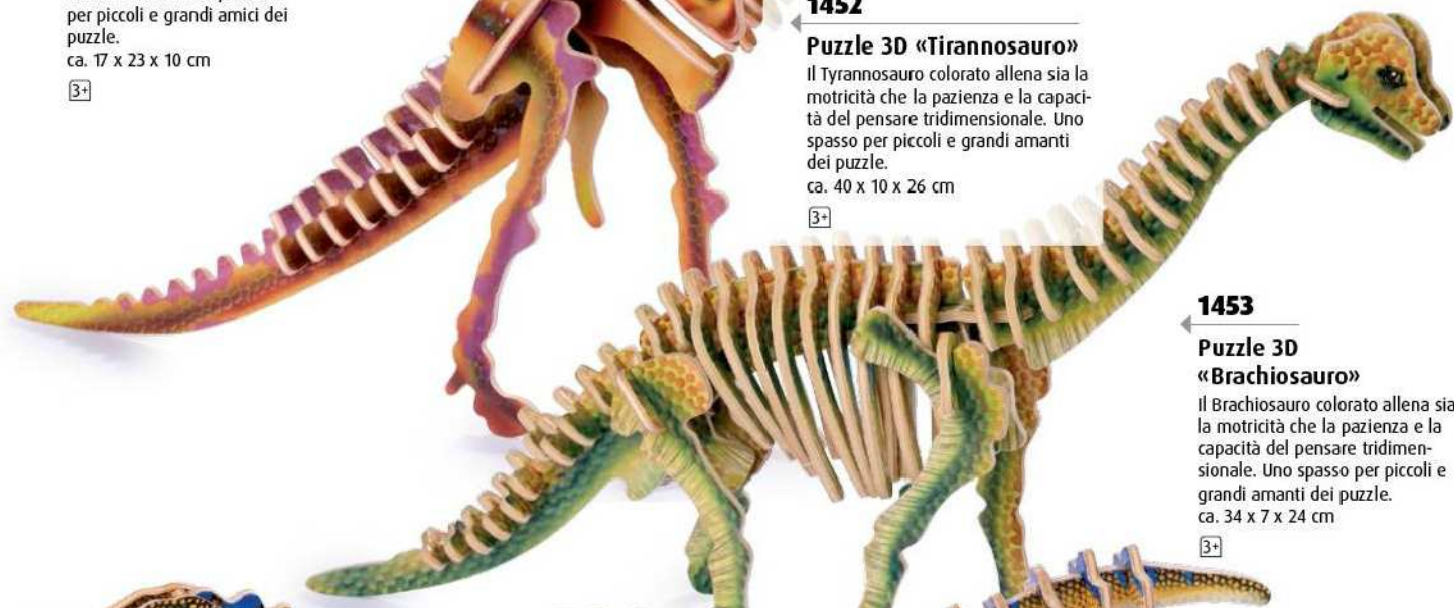 per piccoli e grandi amici dei
puzzle.
ca. 17 x 23 x 10 cm
3+
1452
Puzzle 3D «Tirannosauro»
Il Tyrannosauro colorato allena sia la
motricità che la pazienza e la capaci-
tà del pensare tridimensionale. Uno
spasso per piccoli e grandi amanti
dei puzzle.
ca. 40 x 10 x 26 cm
3+
1453
Puzzle 3D
«Brachiosauro»
Il Brachiosauro colorato allena sia
la motricità che la pazienza e la
capacità del pensare tridimen-
sionale. Uno spasso per piccoli e
grandi amanti dei puzzle.
ca. 34 x 7 x 24 cm
3+